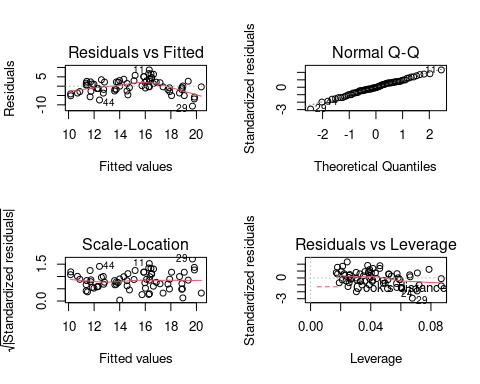 Residuals vs Fitted
Residuals
5
-10
11
44
29
10 12 14 16 18 20
Fitted values
Normal Q-Q
Standardized residuals
0
-3
11
29
-2 -1 0 1 2
Theoretical Quantiles
Scale-Location
√|Standardized residuals|
1.5
0.0
44
11
29
10 12 14 16 18 20
Fitted values
Residuals vs Leverage
Standardized residuals
0
-3
Cook's distance
29
0.00 0.04 0.08
Leverage